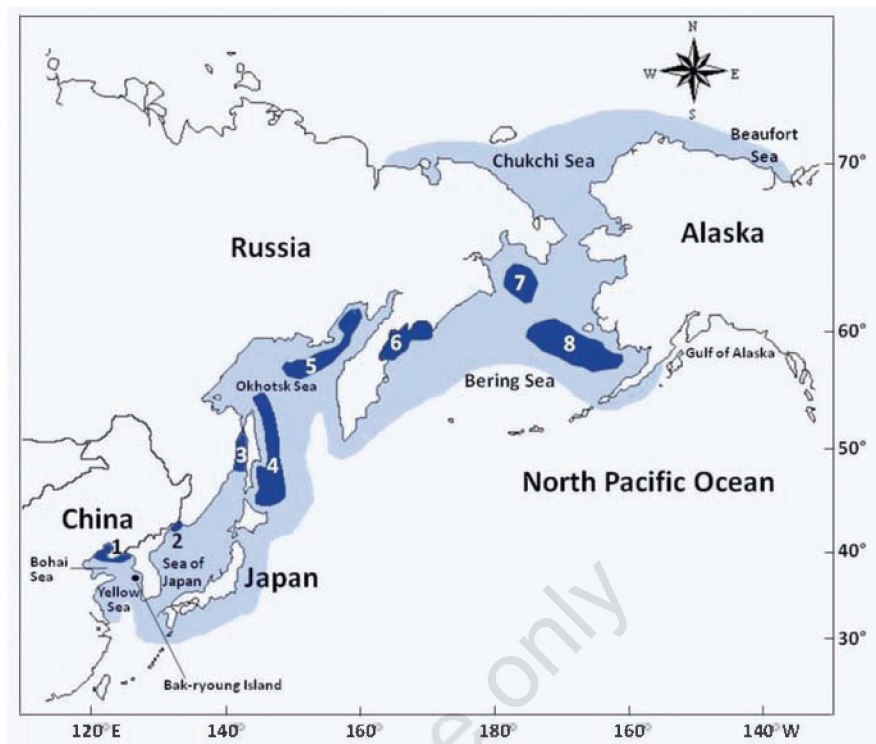 N
W E
S
Beaufort
Sea
Chukchi Sea
70°
Russia
Alaska
7
60°
8
6
5
Gulf of Alaska
Okhotsk Sea
Bering Sea
50°
3
4
North Pacific Ocean
China
1
2
40°
Bohai
Sea
Sea of
Japan
Japan
Yellow
Sea
30°
e only
Bak-ryoung Island
120°E 140° 160° 180° 160° 140°W